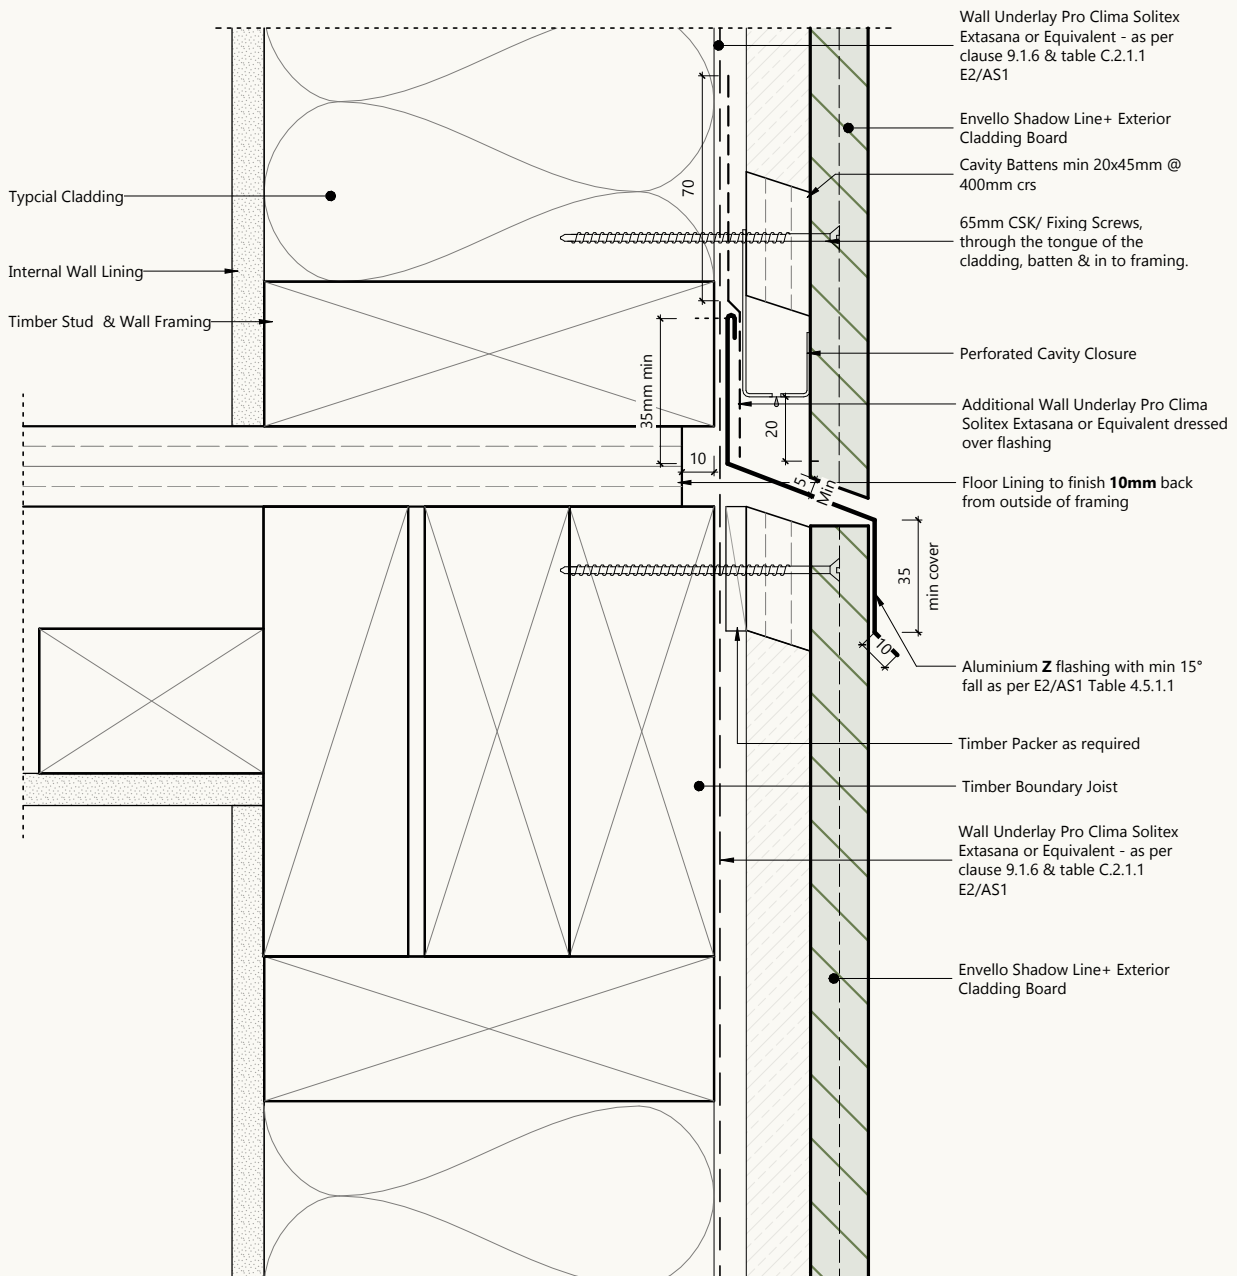 Wall Underlay Pro Clima Solitex
Extasana or Equivalent - as per
clause 9.1.6 & table C.2.1.1
E2/AS1
Envello Shadow Line+ Exterior
Cladding Board
Cavity Battens min 20x45mm @
400mm crs
65mm CSK/ Fixing Screws,
through the tongue of the
cladding, batten & in to framing.
Typcial Cladding
Internal Wall Lining
Timber Stud  & Wall Framing
70
35mm min
10
20
5
Min
Perforated Cavity Closure
Additional Wall Underlay Pro Clima
Solitex Extasana or Equivalent dressed
over flashing
Floor Lining to finish 10mm back
from outside of framing
35
min cover
10
Aluminium Z flashing with min 15°
fall as per E2/AS1 Table 4.5.1.1
Timber Packer as required
Timber Boundary Joist
Wall Underlay Pro Clima Solitex
Extasana or Equivalent - as per
clause 9.1.6 & table C.2.1.1
E2/AS1
Envello Shadow Line+ Exterior
Cladding Board